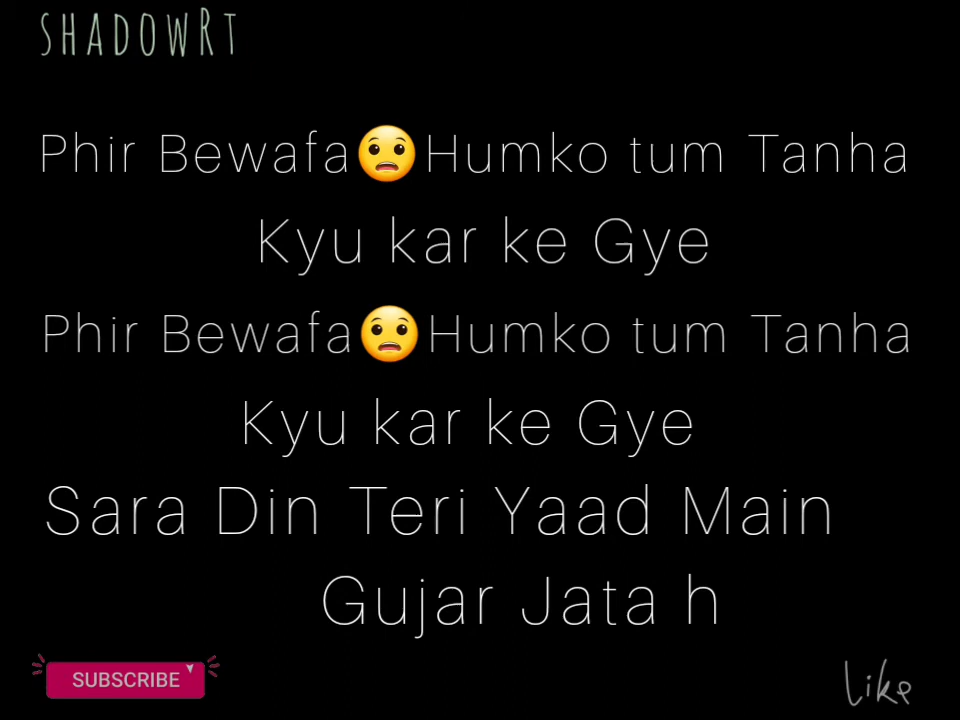 SHADOWRT
Phir Bewafa😦Humko tum Tanha
Kyu kar ke Gye
Phir Bewafa😦Humko tum Tanha
Kyu kar ke Gye
Sara Din Teri Yaad Main
Gujar Jata h
SUBSCRIBE
Like